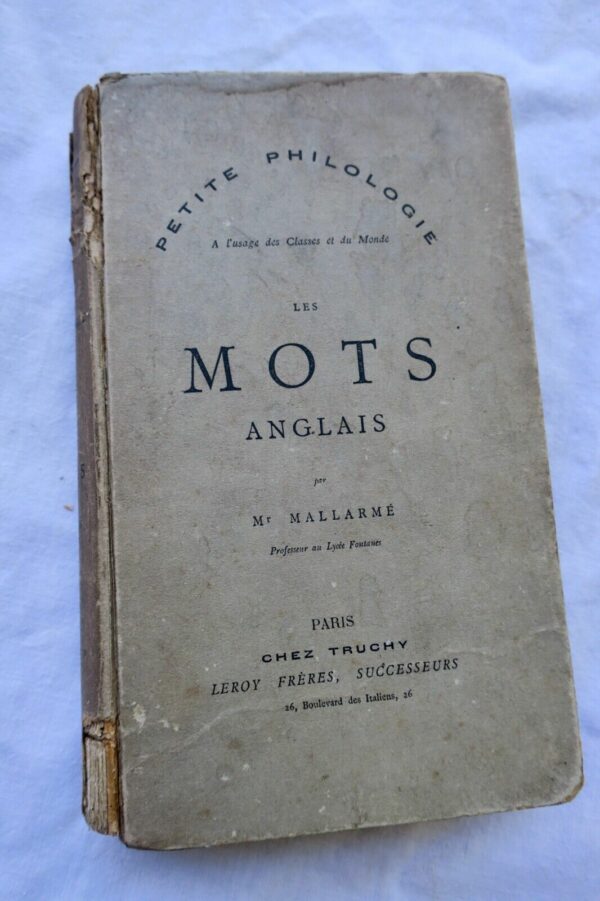 PETITE PHILOLOGIE
A l'usage des Classes et du Monde
LES
MOTS
ANGLAIS
par
Mr MALLARMÉ
Professeur au Lycée Fontanes
PARIS
CHEZ TRUCHY
LEROY FRÈRES, SUCCESSEURS
26, Boulevard des Italiens, 26
S